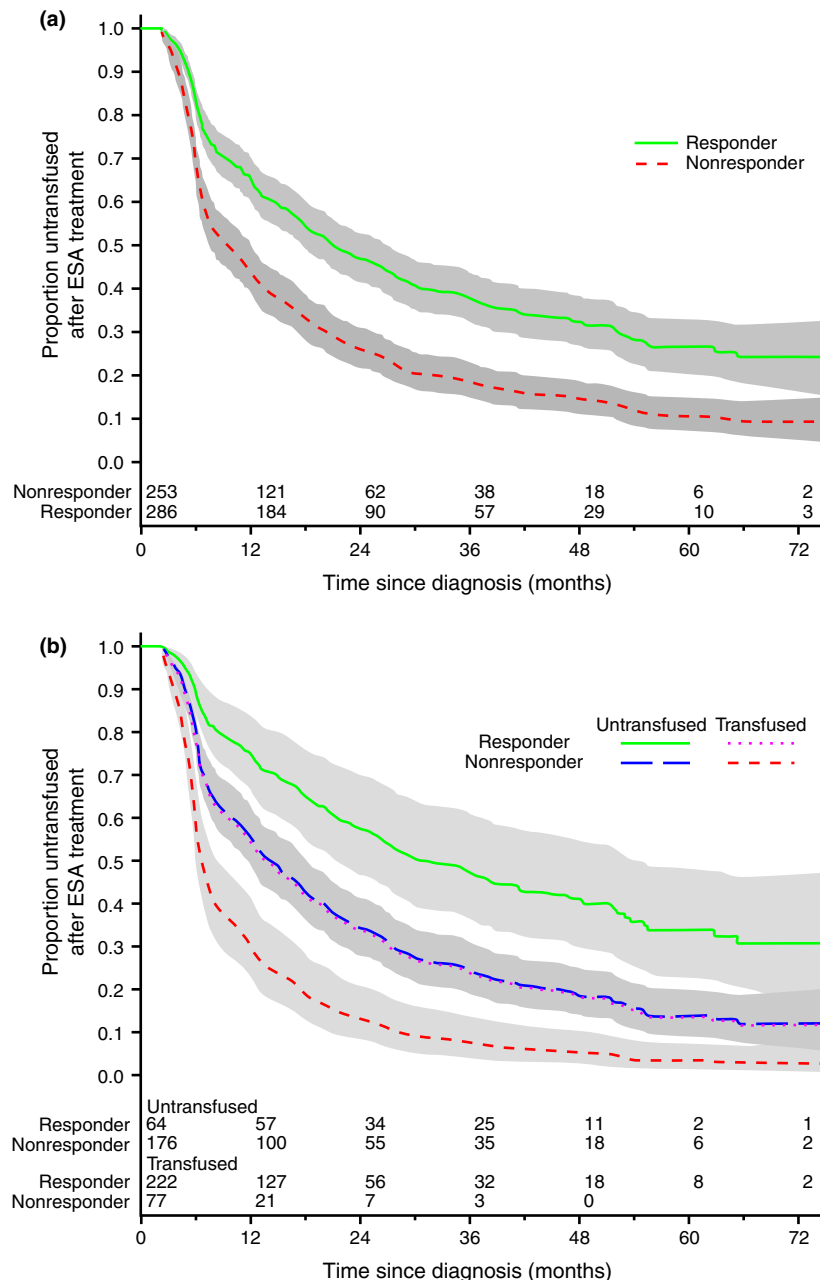 (a)
1.0
0.9
0.8
0.7
0.6
0.5
0.4
0.3
0.2
0.1
0.0
Proportion untransfused
after ESA treatment
Responder
Nonresponder
Nonresponder 253 121 62 38 18 6 2
Responder 286 184 90 57 29 10 3
0 12 24 36 48 60 72
Time since diagnosis (months)
(b)
1.0
0.9
0.8
0.7
0.6
0.5
0.4
0.3
0.2
0.1
0.0
Proportion untransfused
after ESA treatment
Untransfused Transfused
Responder
Nonresponder
Untransfused
Responder 64 57 34 25 11 2 1
Nonresponder 176 100 55 35 18 6 2
Transfused
Responder 222 127 56 32 18 8 2
Nonresponder 77 21 7 3 0
0 12 24 36 48 60 72
Time since diagnosis (months)